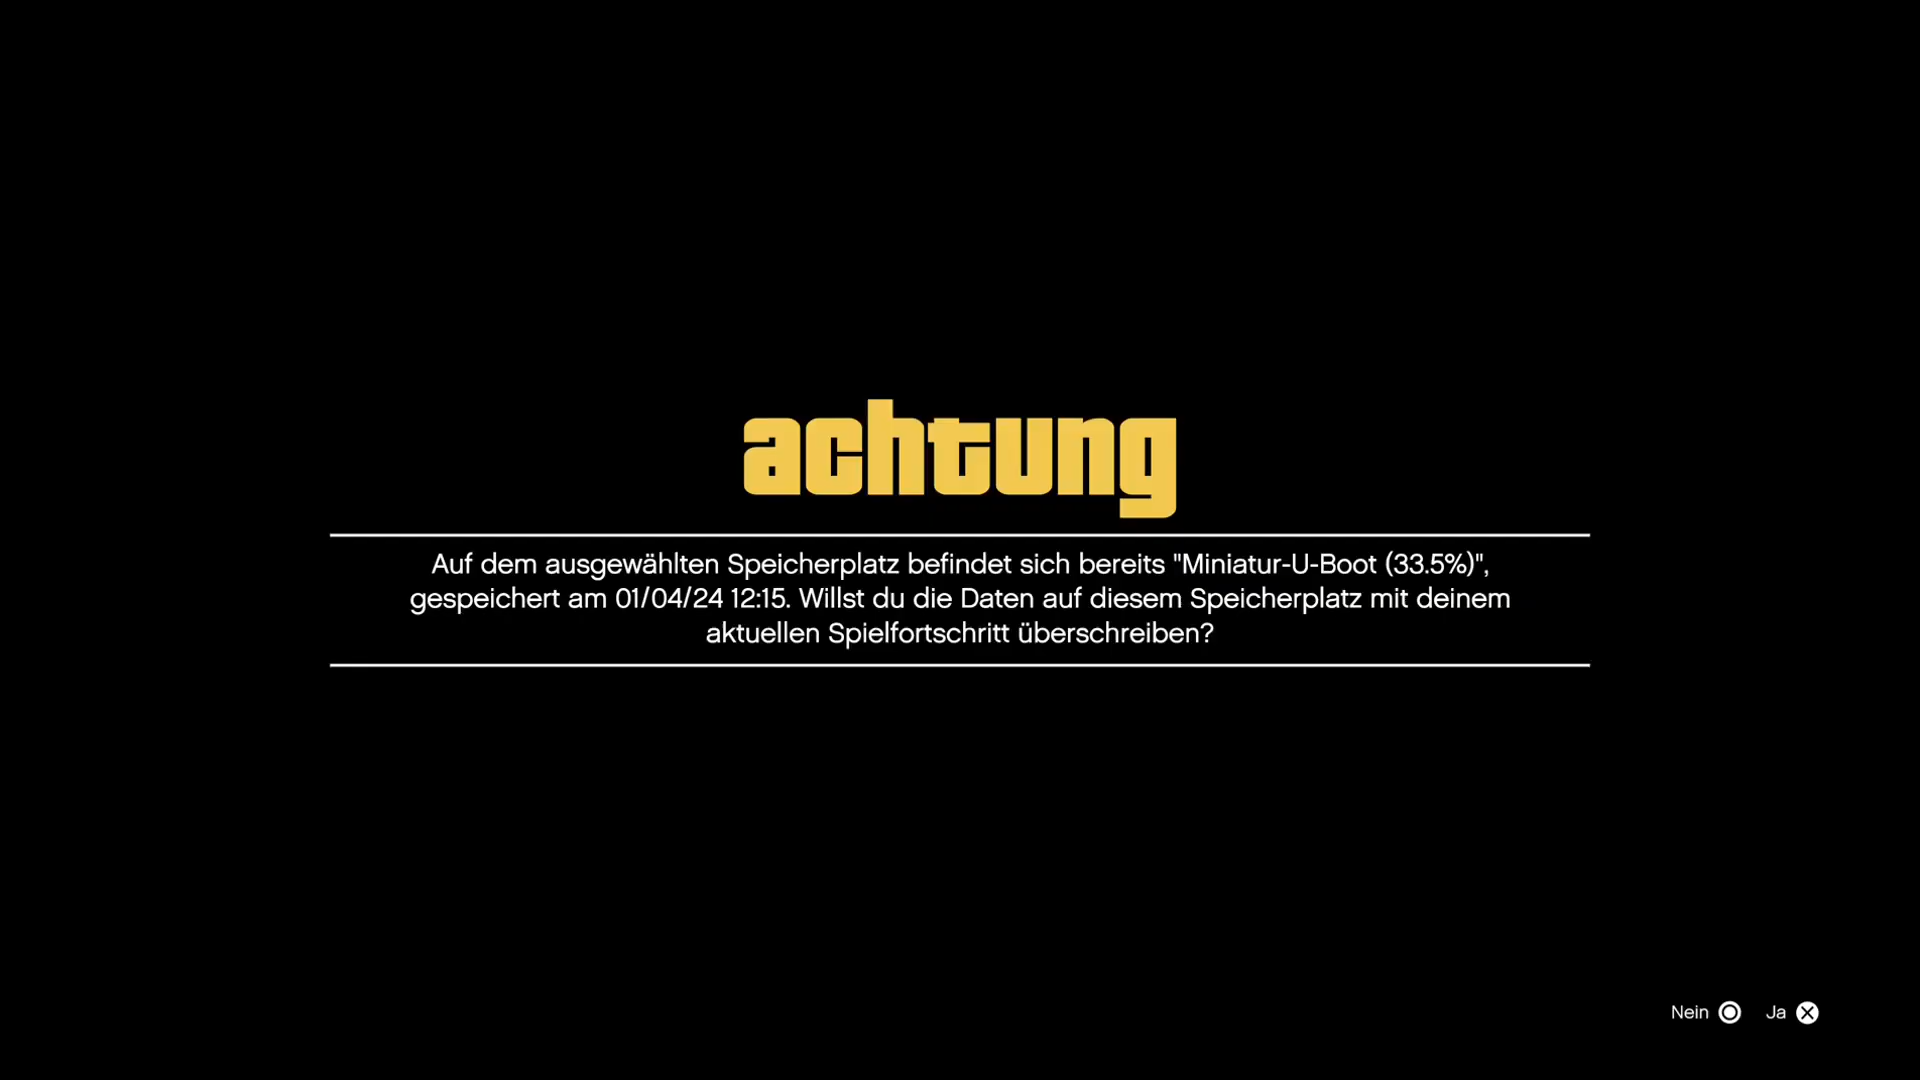 achtung
Auf dem ausgewählten Speicherplatz befindet sich bereits "Miniatur-U-Boot (33.5%)",
gespeichert am 01/04/24 12:15. Willst du die Daten auf diesem Speicherplatz mit deinem
aktuellen Spielfortschritt überschreiben?
Nein Ja